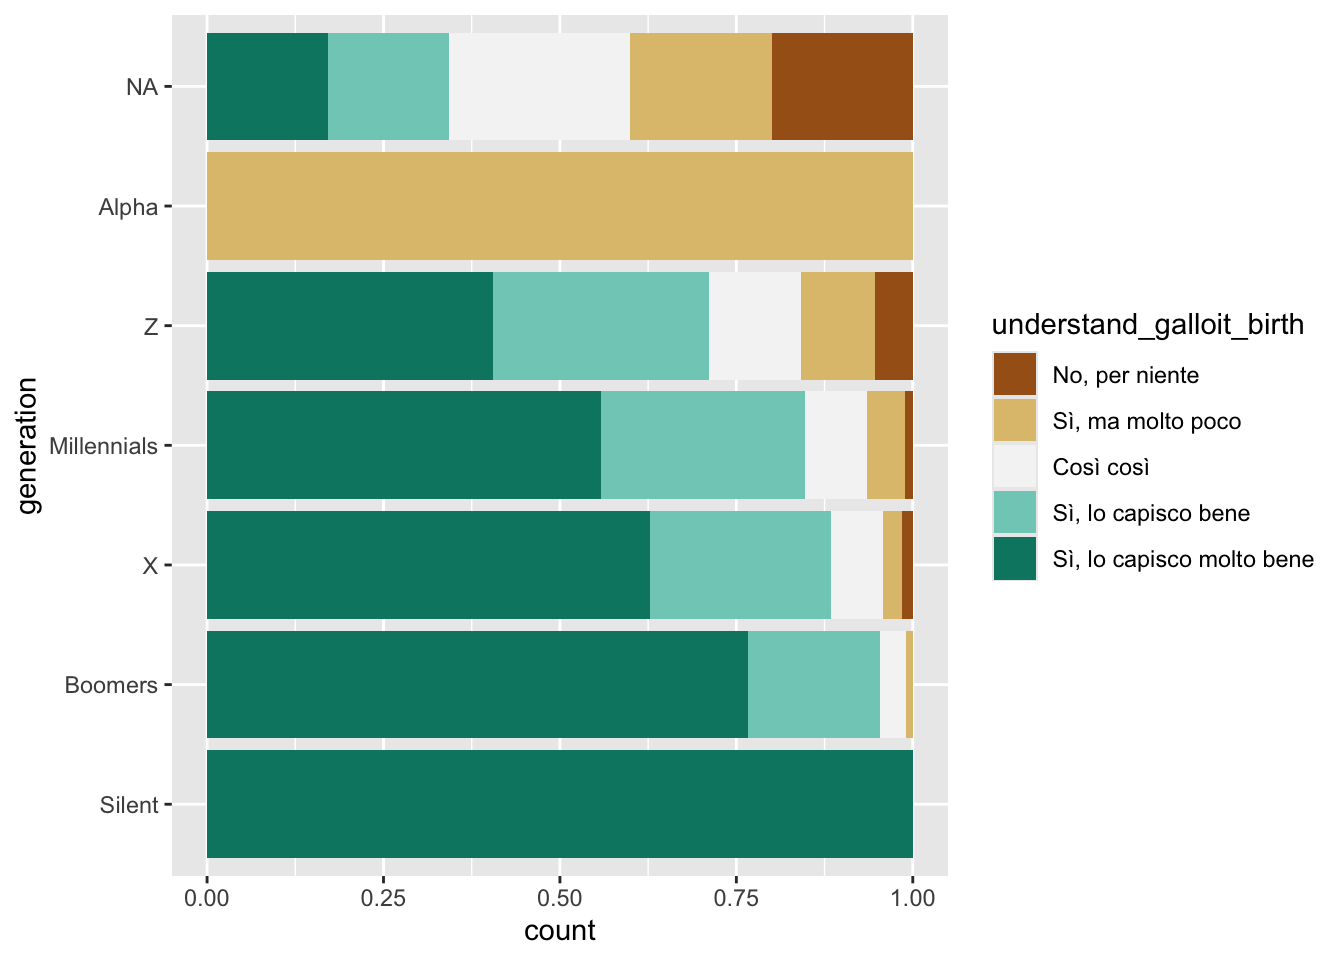 NA
Alpha
Z
Millennials
X
Boomers
Silent
generation
0.00 0.25 0.50 0.75 1.00
count
understand_galloit_birth
No, per niente
Sì, ma molto poco
Così così
Sì, lo capisco bene
Sì, lo capisco molto bene